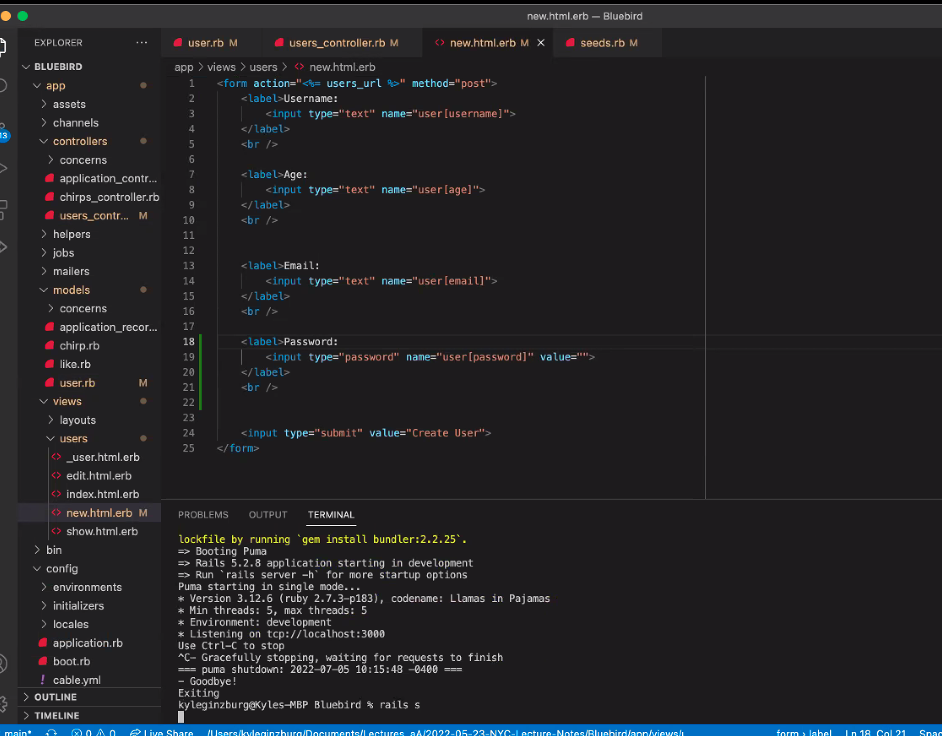 new.html.erb — Bluebird
EXPLORER ···
user.rb M
users_controller.rb M
new.html.erb M
seeds.rb M
BLUEBIRD
app > views > users > new.html.erb
app
assets
channels
controllers
concerns
application_contr...
chirps_controller.rb
users_contr... M
helpers
jobs
mailers
models
concerns
application_recor...
chirp.rb
like.rb
user.rb M
views
layouts
users
_user.html.erb
edit.html.erb
index.html.erb
new.html.erb M
show.html.erb
bin
config
environments
initializers
locales
application.rb
boot.rb
! cable.yml
OUTLINE
TIMELINE
13
1 <form action="<%= users_url %>" method="post">
2 <label>Username:
3 <input type="text" name="user[username]">
4 </label>
5 <br />
6
7 <label>Age:
8 <input type="text" name="user[age]">
9 </label>
10 <br />
11
12
13 <label>Email:
14 <input type="text" name="user[email]">
15 </label>
16 <br />
17
18 <label>Password:
19 <input type="password" name="user[password]" value="">
20 </label>
21 <br />
22
23
24 <input type="submit" value="Create User">
25 </form>
PROBLEMS OUTPUT TERMINAL
lockfile by running `gem install bundler:2.2.25`.
=> Booting Puma
=> Rails 5.2.8 application starting in development
=> Run `rails server -h` for more startup options
Puma starting in single mode...
* Version 3.12.6 (ruby 2.7.3-p183), codename: Llamas in Pajamas
* Min threads: 5, max threads: 5
* Environment: development
* Listening on tcp://localhost:3000
Use Ctrl-C to stop
^C- Gracefully stopping, waiting for requests to finish
=== puma shutdown: 2022-07-05 10:15:48 -0400 ===
- Goodbye!
Exiting
kyleginzburg@Kyles-MBP Bluebird % rails s
main* 0 0 Live Share /Users/kyleginzburg/Documents/Lectures_aA/2022-05-23-NYC-Lecture-Notes/Bluebird/app/views/ form > label Ln 18, Col 21